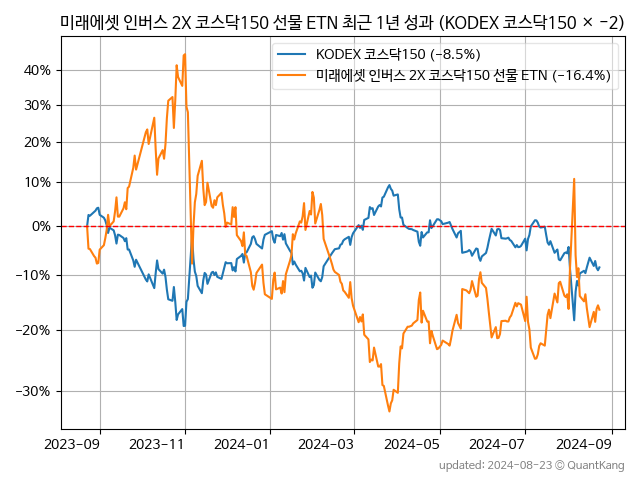 미래에셋 인버스 2X 코스닥150 선물 ETN 최근 1년 성과 (KODEX 코스닥150 × -2)
KODEX 코스닥150 (-8.5%)
미래에셋 인버스 2X 코스닥150 선물 ETN (-16.4%)
40%
30%
20%
10%
0%
-10%
-20%
-30%
2023-09 2023-11 2024-01 2024-03 2024-05 2024-07 2024-09
updated: 2024-08-23 © QuantKang